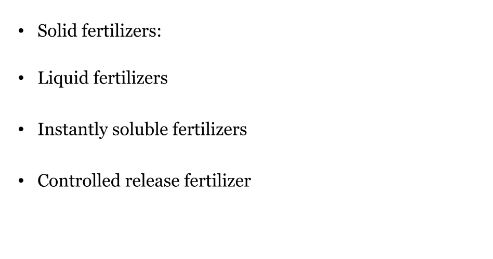 • Solid fertilizers:
• Liquid fertilizers
• Instantly soluble fertilizers
• Controlled release fertilizer